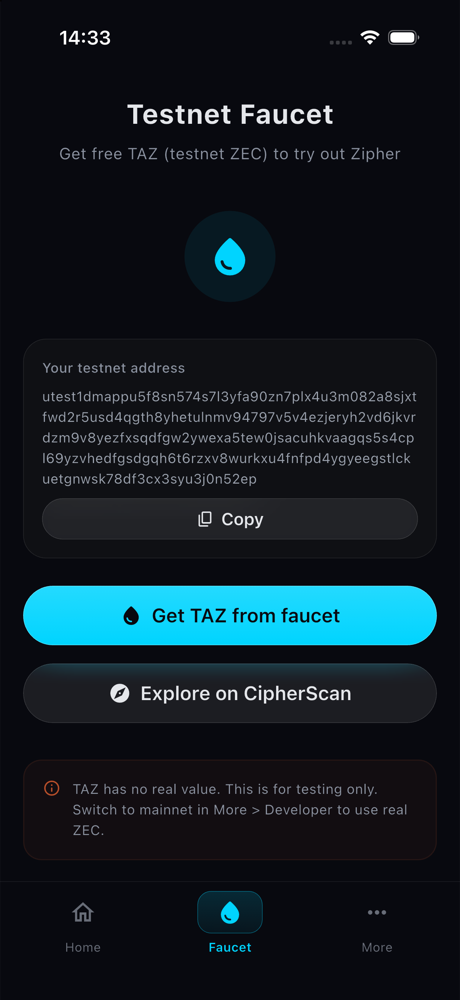 14:33
Testnet Faucet
Get free TAZ (testnet ZEC) to try out Zipher
Your testnet address
utest1dmappu5f8sn574s7l3yfa90zn7plx4u3m082a8sjxt
fwd2r5usd4qgth8yhetulnmv94797v5v4ezjeryh2vd6jkvr
dzm9v8yezfxsqdfgw2ywexa5tew0jsacuhkvaagqs5s4cp
l69yzvhedfgsdgqh6t6rzxv8wurkxu4fnfpd4ygyeegstlck
uetgnwsk78df3cx3syu3j0n52ep
Copy
Get TAZ from faucet
Explore on CipherScan
TAZ has no real value. This is for testing only.
Switch to mainnet in More > Developer to use real
ZEC.
Home
Faucet
More